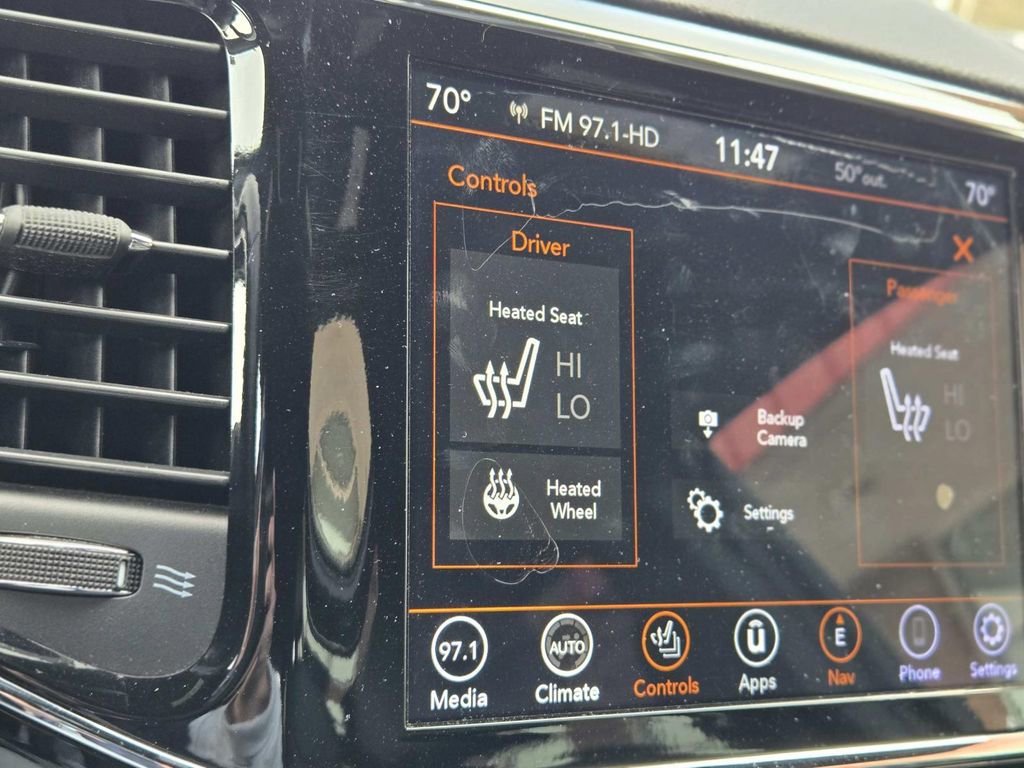 70° FM 97.1-HD 11:47 50° out. 70°
Controls
X
Driver
Passenger
Heated Seat
HI
LO
Heated
Wheel
Backup
Camera
Settings
Heated Seat
HI
LO
97.1 AUTO E
Media Climate Controls Apps Nav Phone Settings